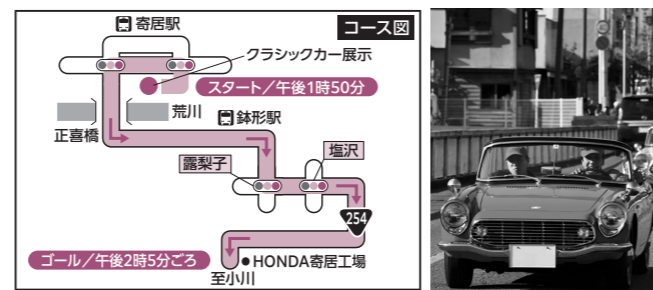 寄居駅
コース図
クラシックカー展示
スタート／午後1時50分
荒川
鉢形駅
正喜橋
塩沢
露梨子
254
ゴール／午後2時5分ごろ
HONDA寄居工場
至小川